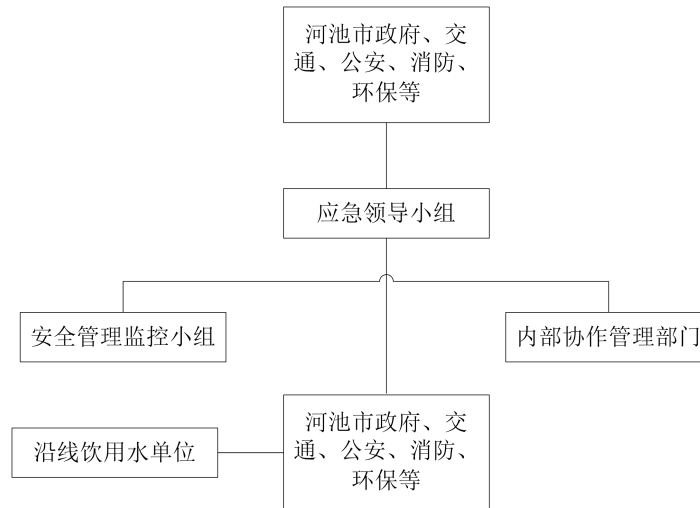 河池市政府、交
通、公安、消防、
环保等
应急领导小组
安全管理监控小组
内部协作管理部门
河池市政府、交
通、公安、消防、
环保等
沿线饮用水单位